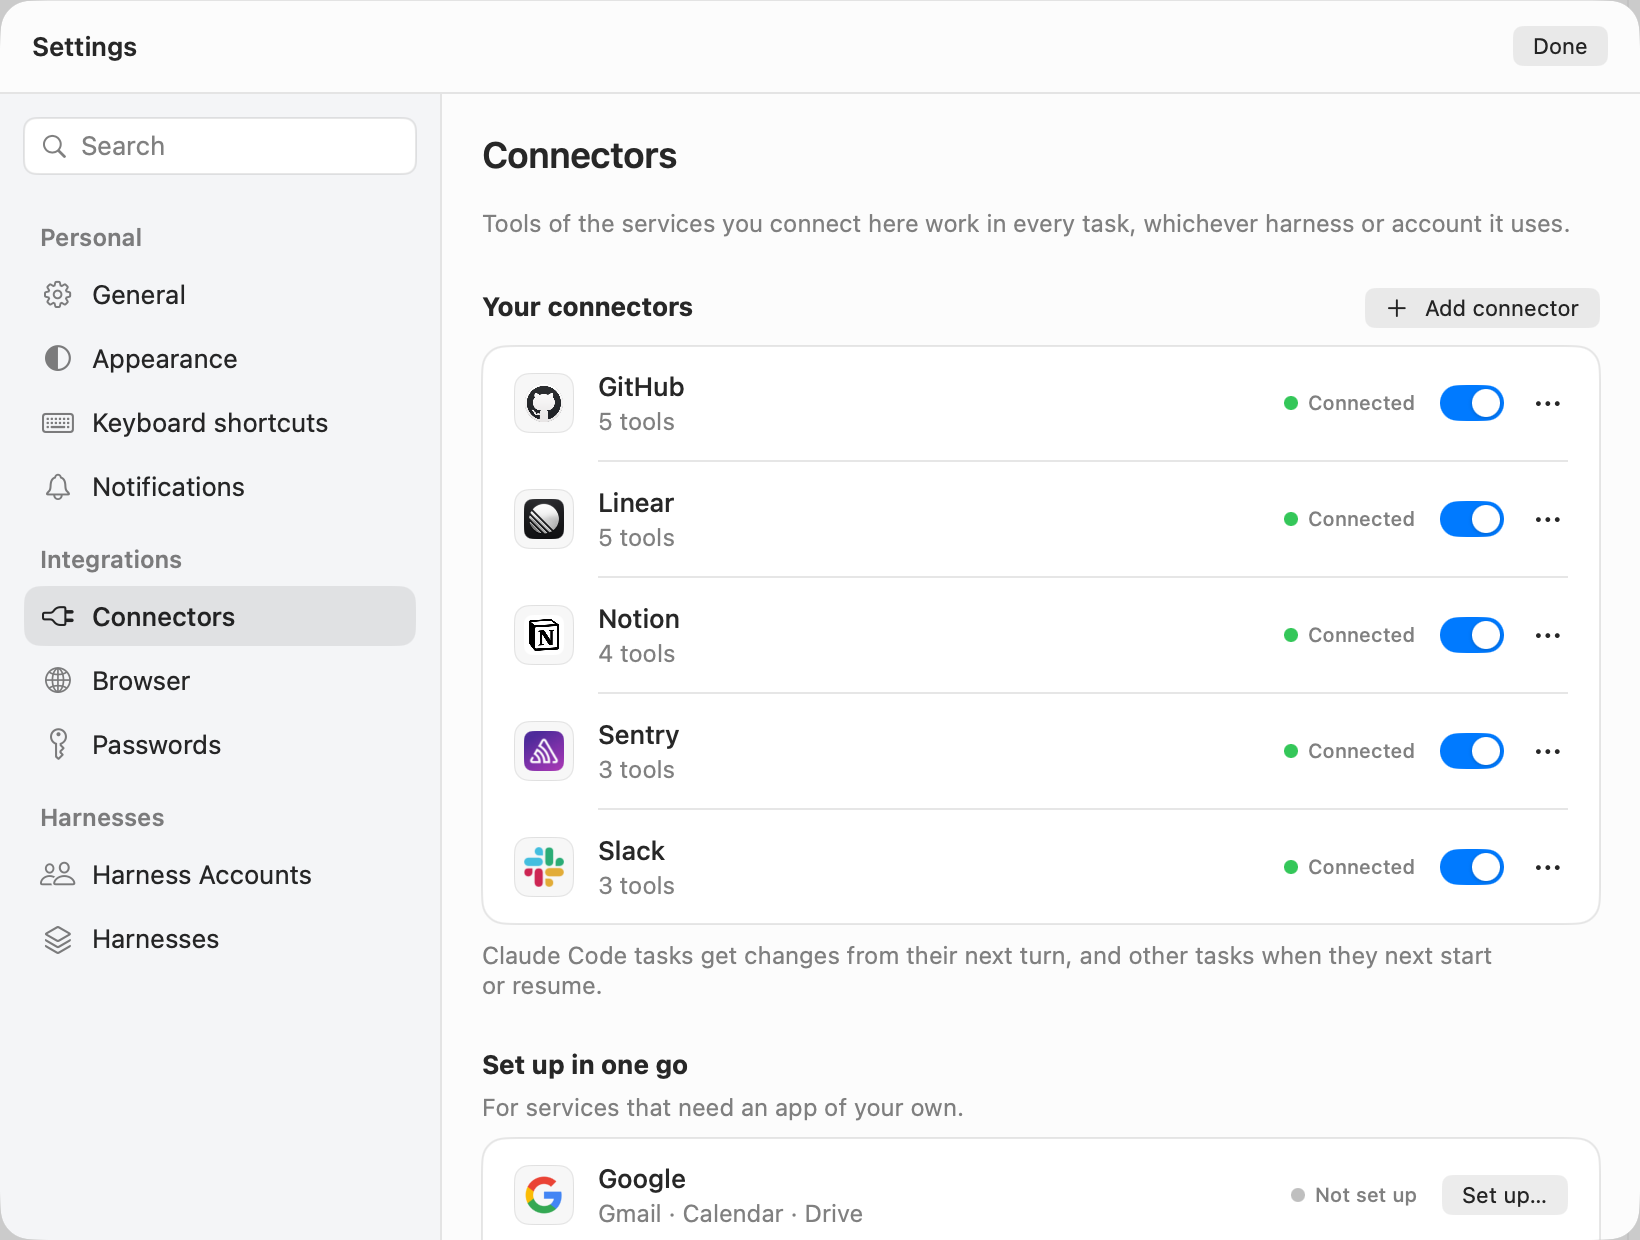 Settings
Done
Search
Personal
General
Appearance
Keyboard shortcuts
Notifications
Integrations
Connectors
Browser
Passwords
Harnesses
Harness Accounts
Harnesses
Connectors
Tools of the services you connect here work in every task, whichever harness or account it uses.
Your connectors
Add connector
GitHub
5 tools
Connected
Linear
5 tools
Connected
Notion
4 tools
Connected
Sentry
3 tools
Connected
Slack
3 tools
Connected
Claude Code tasks get changes from their next turn, and other tasks when they next start
or resume.
Set up in one go
For services that need an app of your own.
Google
Gmail · Calendar · Drive
Not set up
Set up...